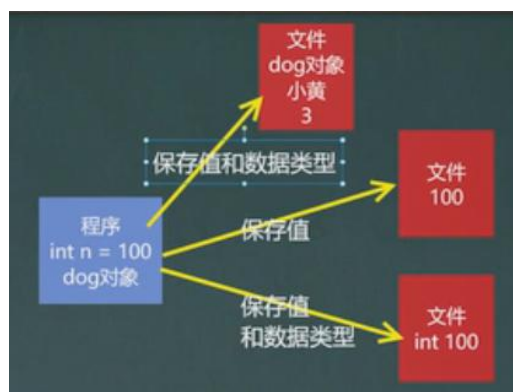 文件
dog对象
小黄
3
保存值和数据类型
文件
100
程序
int n = 100
dog对象
保存值
保存值
和数据类型
文件
int 100